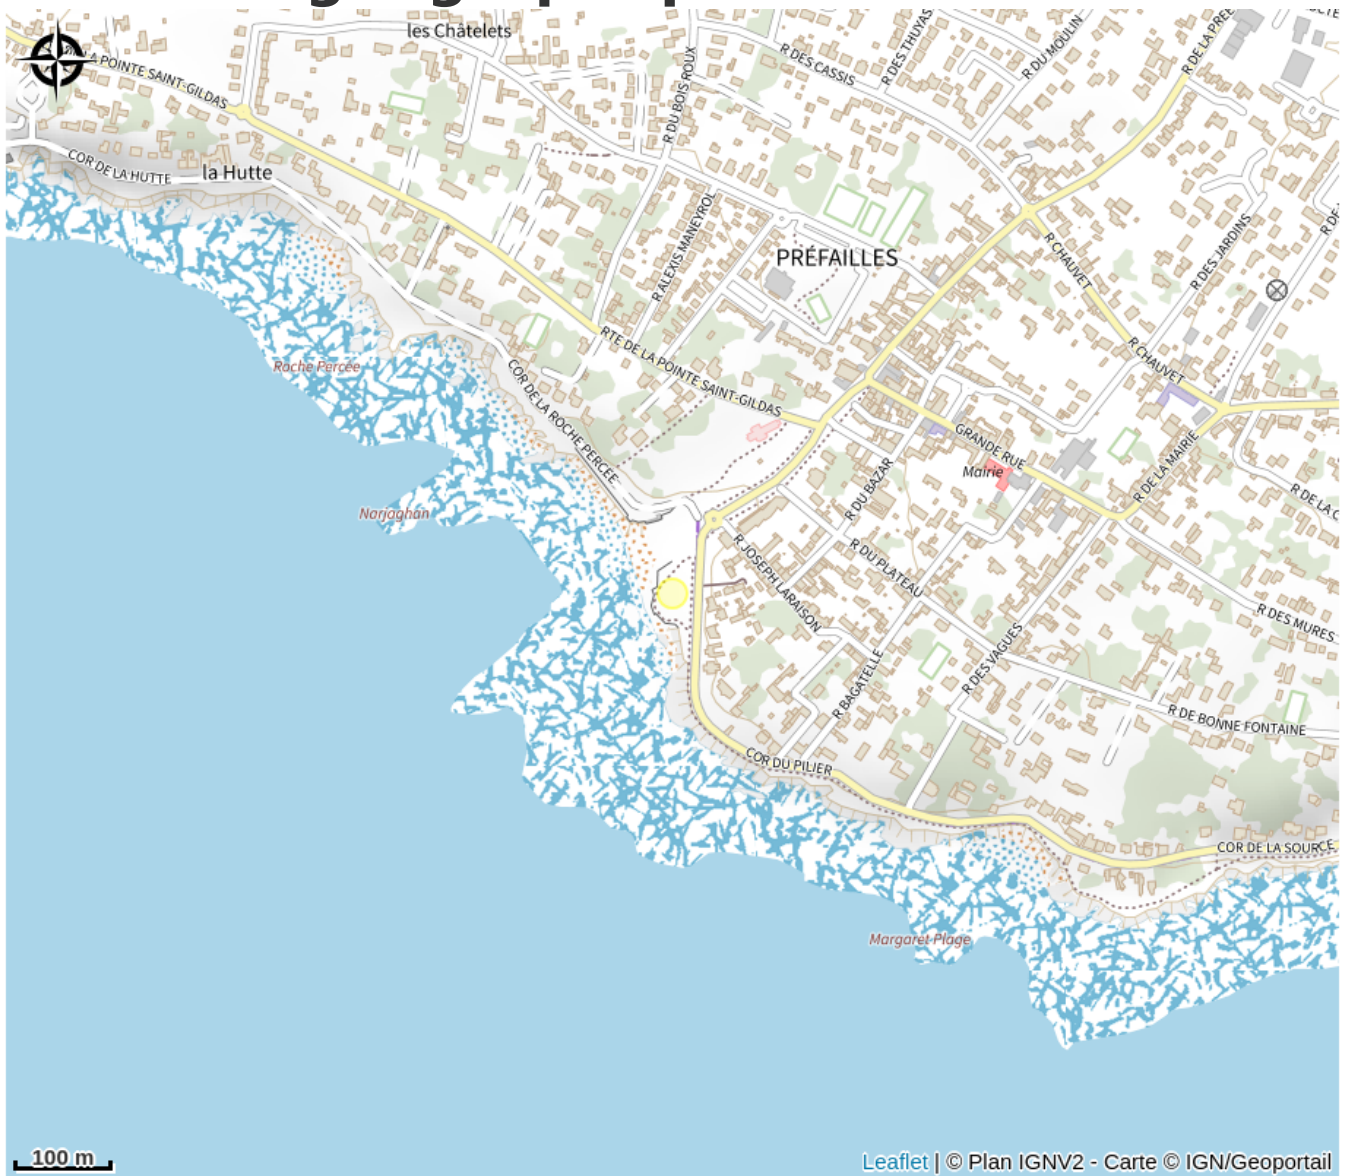 les Châtelets
LA POINTE SAINT-GILDAS
R DU BOIS ROUX
R DES CASSIS
R DES THUYAS
R DU MOULIN
R DE LA PRÉE
COR DE LA HUTTE
la Hutte
R ALEXIS MANEYROL
PRÉFAILLES
R CHAUVET
R DES JARDINS
R DE
Roche Percée
RTE DE LA POINTE SAINT-GILDAS
COR DE LA ROCHE PERCÉE
R CHAUVET
GRANDE RUE
Mairie
R DE LA MAIRIE
R DU BAZAR
R DE LA C
Narjaghan
R JOSEPH LARAISON
R DU PLATEAU
R DES MURES
R DES VAGUES
R BAGATELLE
R DE BONNE FONTAINE
COR DU PILIER
COR DE LA SOURCE
Margaret Plage
100 m
Leaflet | © Plan IGNV2 - Carte © IGN/Geoportail